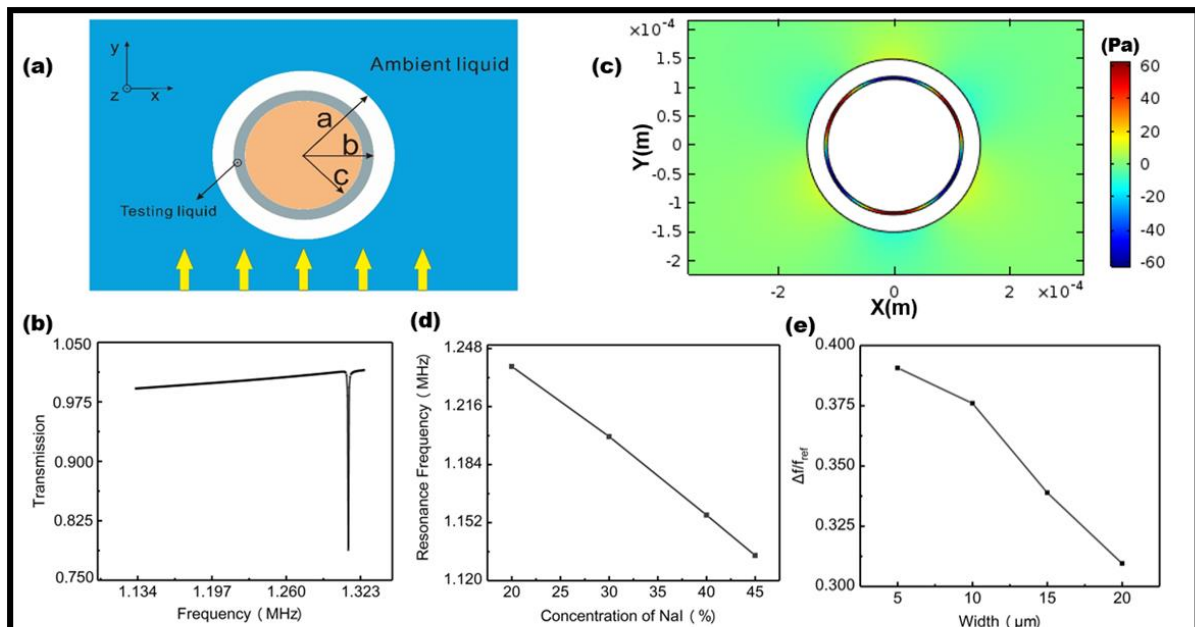 (a)
y
z
x
Ambient liquid
a
b
c
Testing liquid
(c)
×10⁻⁴
1.5
1
0.5
0
-0.5
-1
-1.5
-2
Y(m)
-2
0
2
×10⁻⁴
X(m)
(Pa)
60
40
20
0
-20
-40
-60
(b)
1.050
0.975
0.900
0.825
0.750
Transmission
1.134
1.197
1.260
1.323
Frequency (MHz)
(d)
1.248
1.216
1.184
1.152
1.120
Resonance Frequency (MHz)
20
25
30
35
40
45
Concentration of NaI (%)
(e)
0.400
0.375
0.350
0.325
0.300
Δf/fref
5
10
15
20
Width (μm)